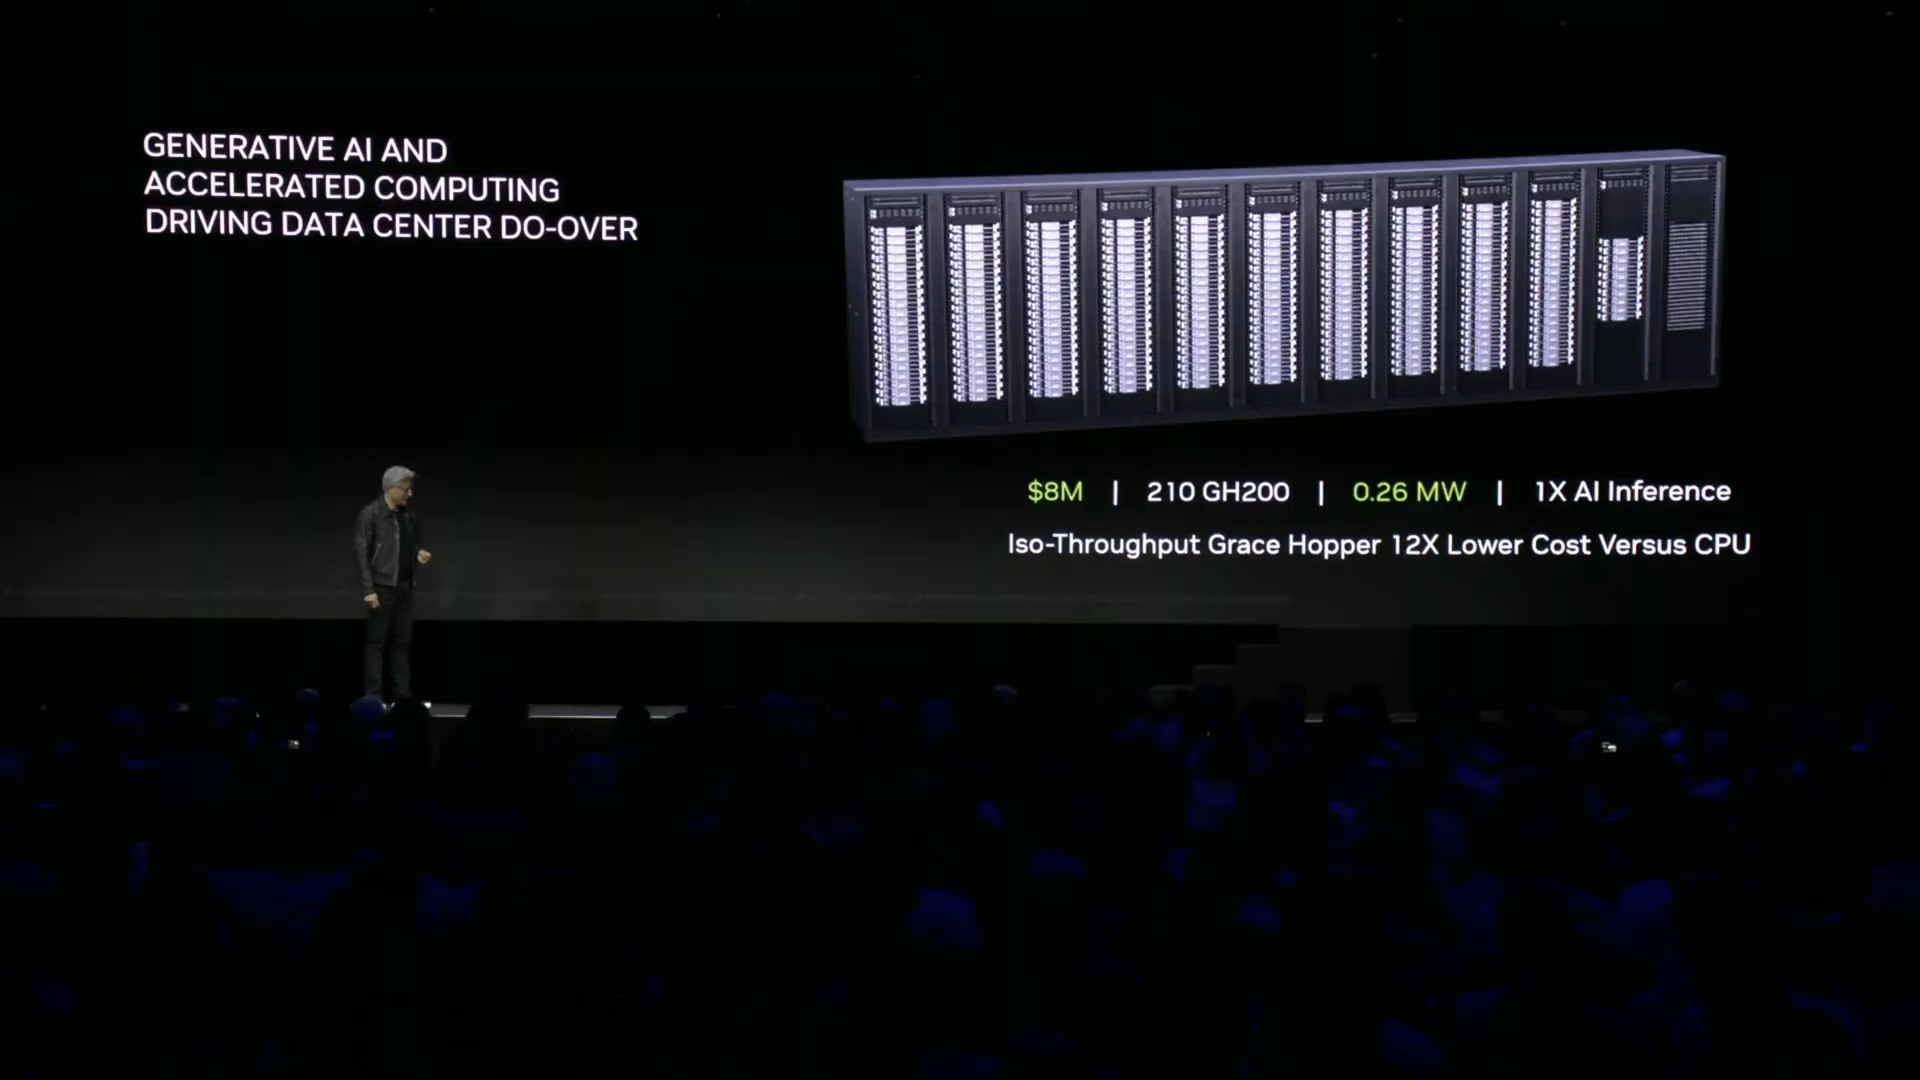 GENERATIVE AI AND
ACCELERATED COMPUTING
DRIVING DATA CENTER DO-OVER
$8M | 210 GH200 | 0.26 MW | 1X AI Inference
Iso-Throughput Grace Hopper 12X Lower Cost Versus CPU